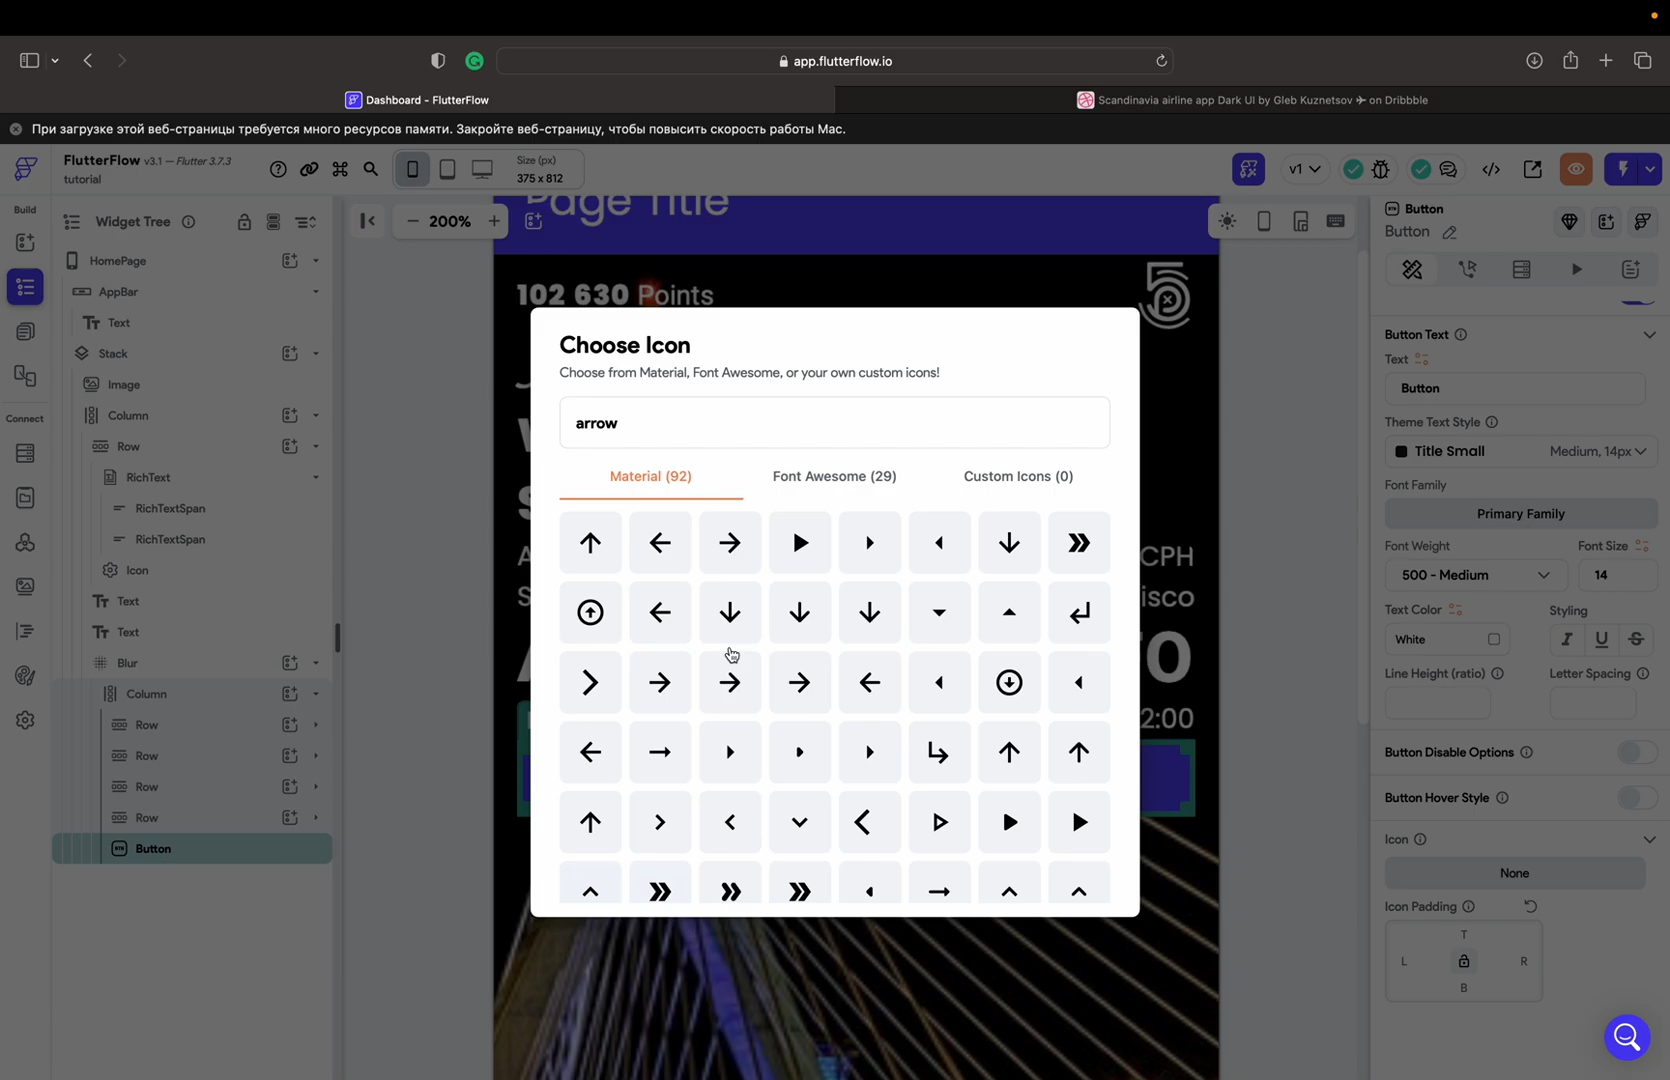 app.flutterflow.io
Dashboard - FlutterFlow
Scandinavia airline app Dark UI by Gleb Kuznetsov ✈ on Dribbble
При загрузке этой веб-страницы требуется много ресурсов памяти. Закройте веб-страницу, чтобы повысить скорость работы Mac.
FlutterFlow v3.1 — Flutter 3.7.3
tutorial
Size (px)
375 x 812
v1
Build
Connect
Widget Tree
HomePage
AppBar
Text
Stack
Image
Column
Row
RichText
RichTextSpan
RichTextSpan
Icon
Text
Text
Blur
Column
Row
Row
Row
Row
Button
200%
Page Title
102 630 Points
Choose Icon
Choose from Material, Font Awesome, or your own custom icons!
arrow
Material (92)
Font Awesome (29)
Custom Icons (0)
CPH
isco
TO
2:00
Button
Button
Button Text
Text
Button
Theme Text Style
Title Small
Medium, 14px
Font Family
Primary Family
Font Weight
Font Size
500 - Medium
14
Text Color
Styling
White
I U S
Line Height (ratio)
Letter Spacing
Button Disable Options
Button Hover Style
Icon
None
Icon Padding
T
L
R
B